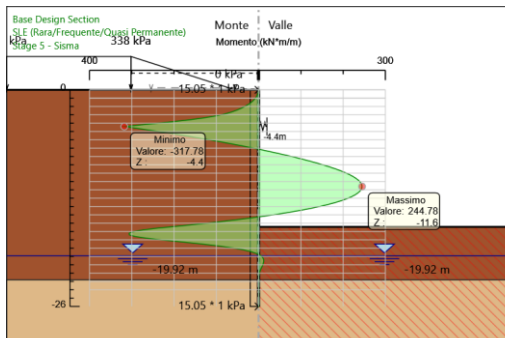 Base Design Section
SLE (Rara/Frequente/Quasi Permanente)
Stage 5 - Sisma
Monte Valle
kPa 338 kPa Momento (kN*m/m)
400 300
0 kPa
0 15.05 * 1 kPa
-4.4m
Minimo
Valore: -317.78
Z : -4.4
Massimo
Valore: 244.78
Z : -11.6
-19.92 m -19.92 m
-26 15.05 * 1 kPa